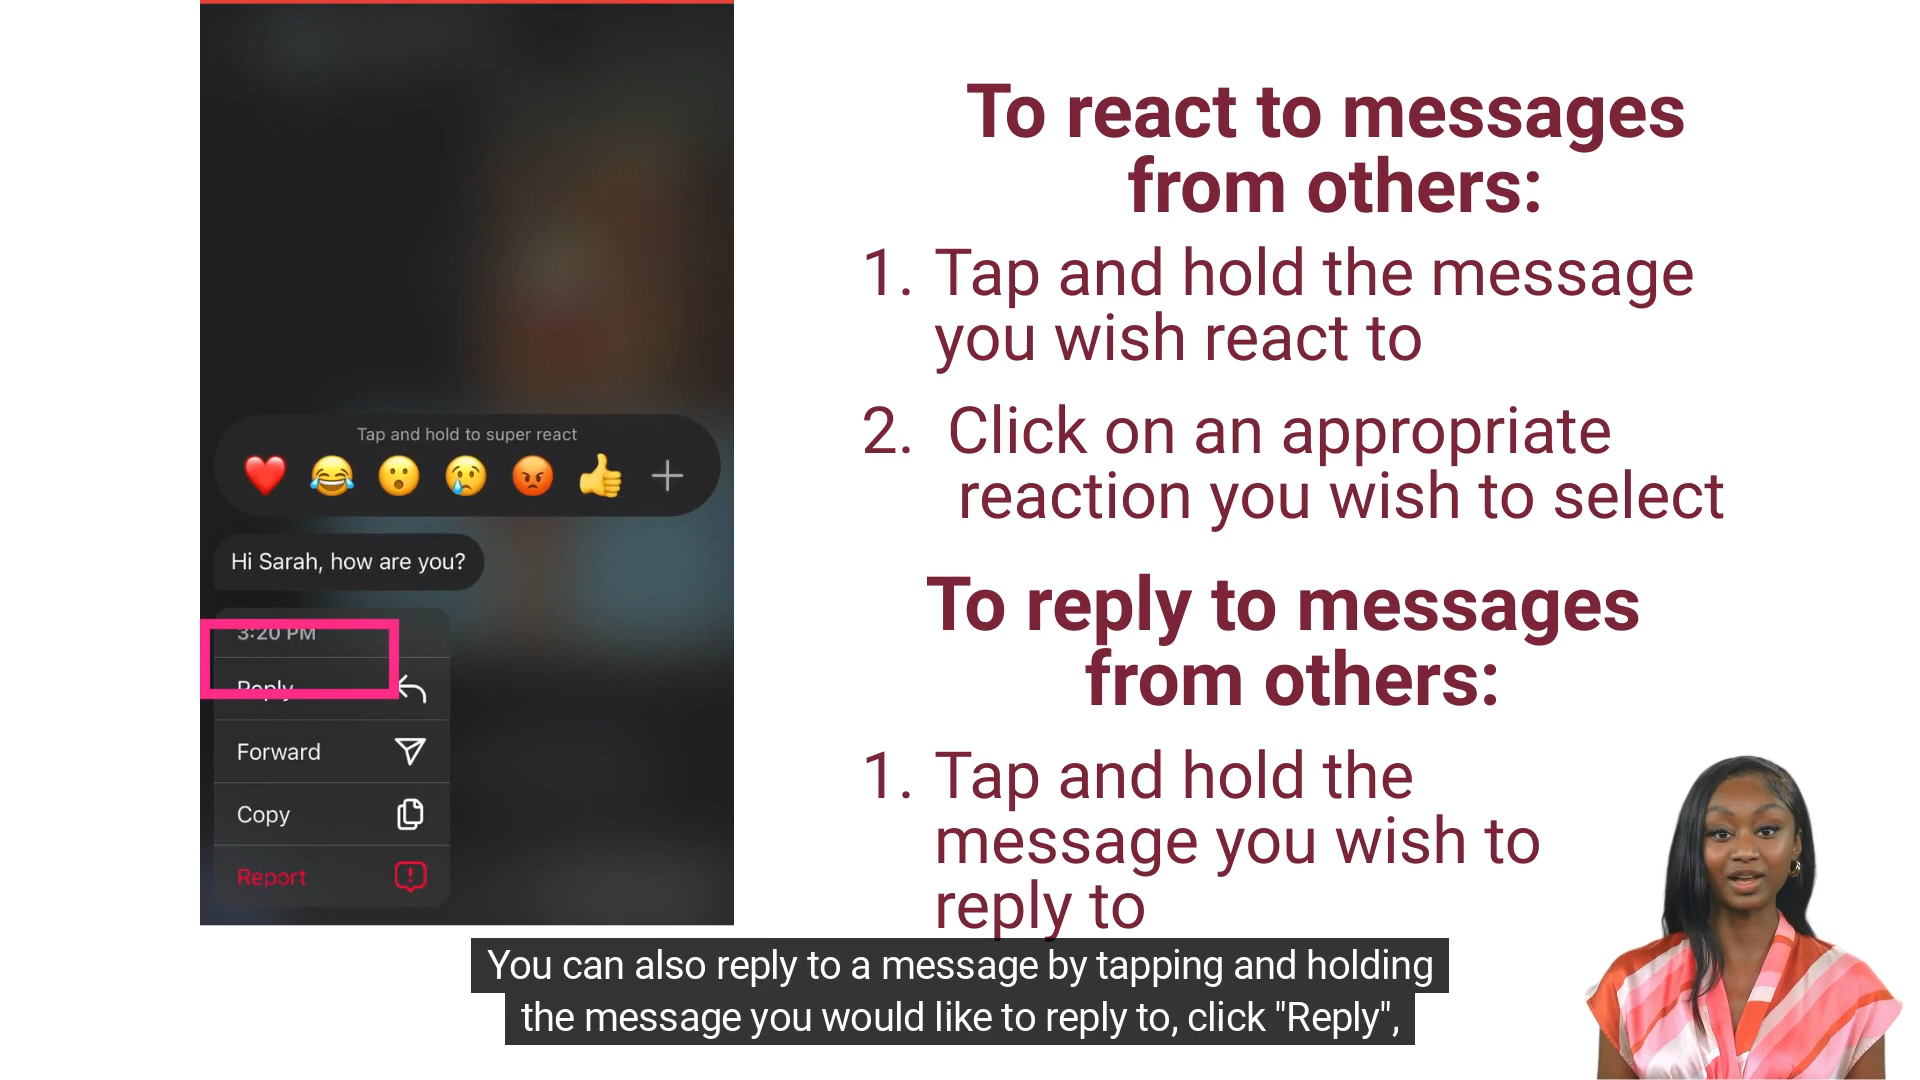 Tap and hold to super react
Hi Sarah, how are you?
3:20 PM
Reply
Forward
Copy
Report
To react to messages
from others:
1. Tap and hold the message
you wish react to
2. Click on an appropriate
reaction you wish to select
To reply to messages
from others:
1. Tap and hold the
message you wish to
reply to
You can also reply to a message by tapping and holding
the message you would like to reply to, click "Reply",